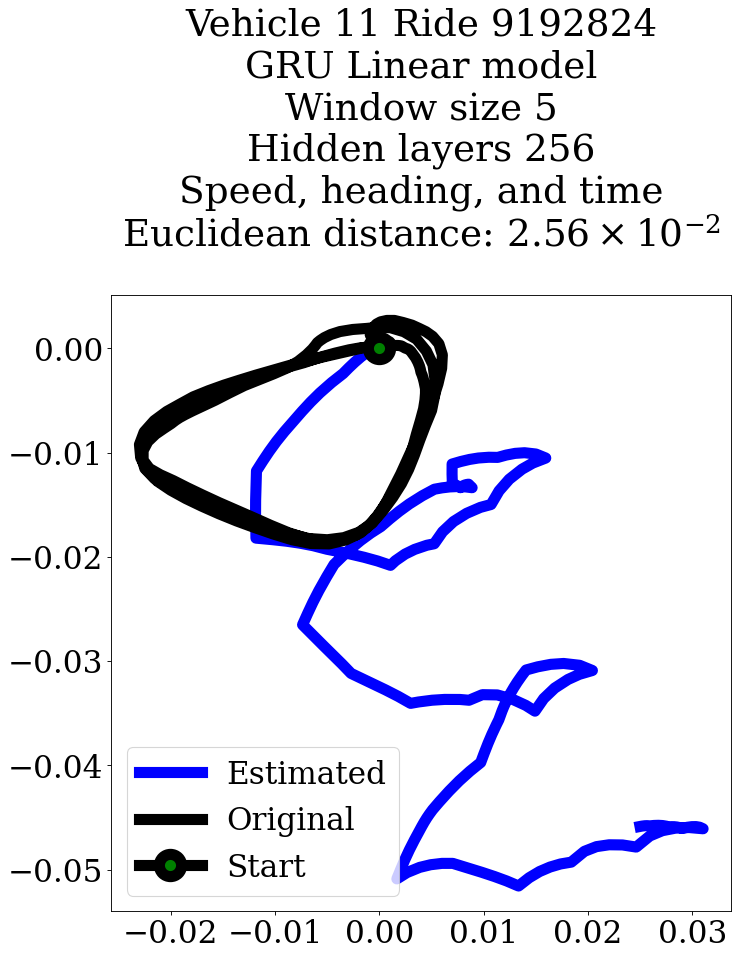 Vehicle 11 Ride 9192824
GRU Linear model
Window size 5
Hidden layers 256
Speed, heading, and time
Euclidean distance: 2.56 × 10⁻²
0.00
−0.01
−0.02
−0.03
−0.04
−0.05
Estimated
Original
Start
−0.02 −0.01 0.00 0.01 0.02 0.03